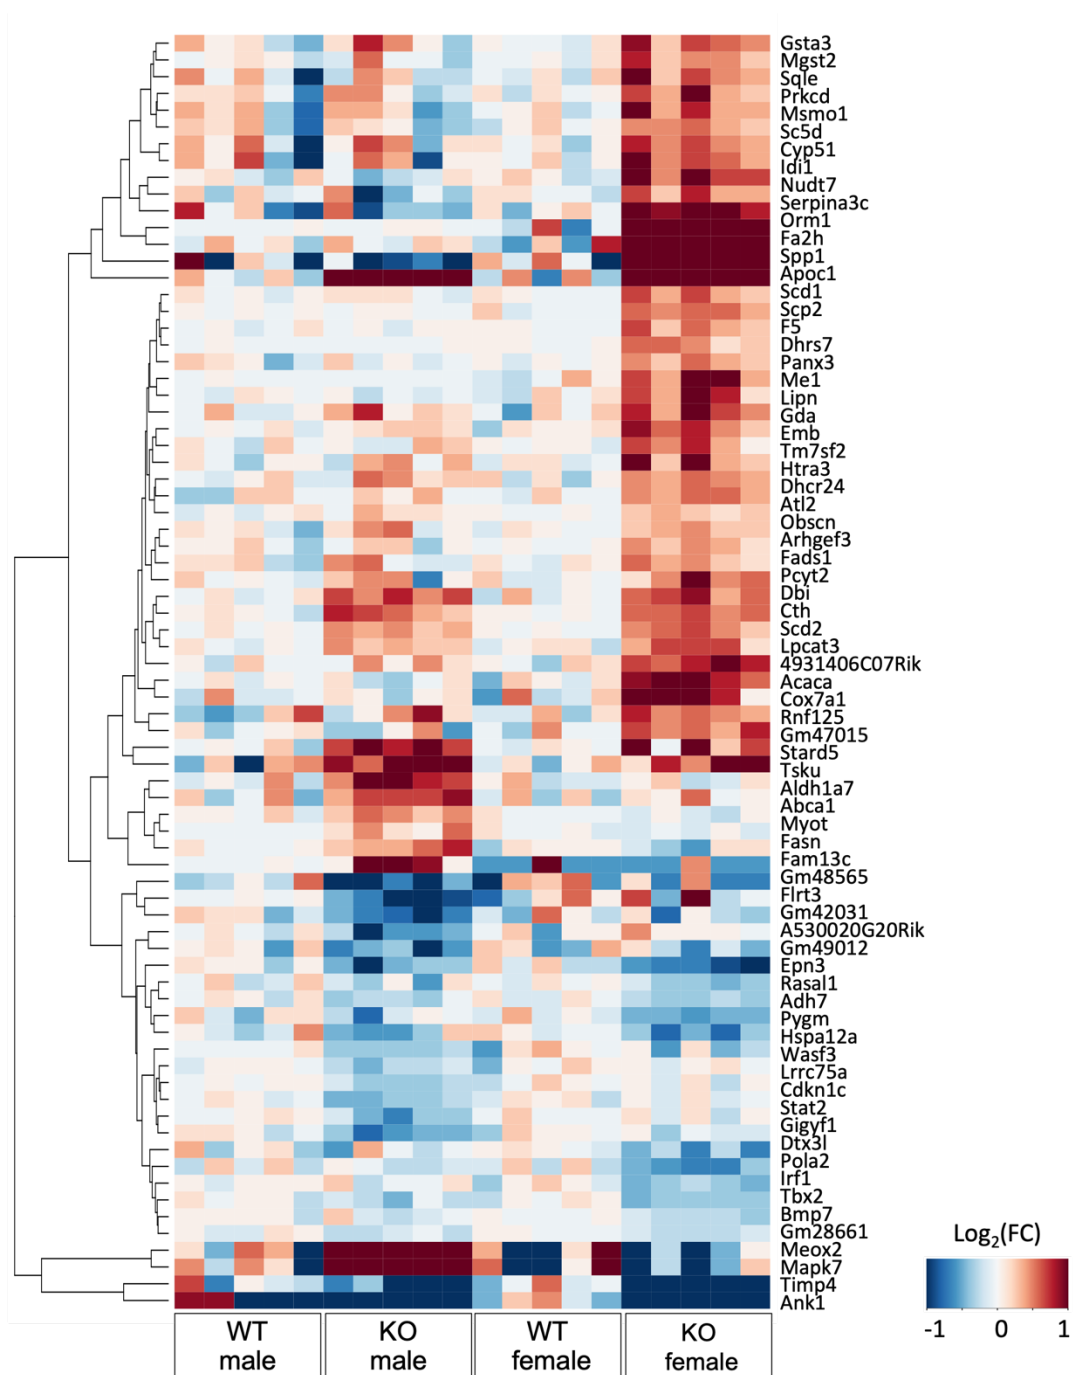 Gsta3
Mgst2
Sqle
Prkcd
Msmo1
Sc5d
Cyp51
Idi1
Nudt7
Serpina3c
Orm1
Fa2h
Spp1
Apoc1
Scd1
Scp2
F5
Dhrs7
Panx3
Me1
Lipn
Gda
Emb
Tm7sf2
Htra3
Dhcr24
Atl2
Obscn
Arhgef3
Fads1
Pcyt2
Dbi
Cth
Scd2
Lpcat3
4931406C07Rik
Acaca
Cox7a1
Rnf125
Gm47015
Stard5
Tsku
Aldh1a7
Abca1
Myot
Fasn
Fam13c
Gm48565
Flrt3
Gm42031
A530020G20Rik
Gm49012
Epn3
Rasal1
Adh7
Pygm
Hspa12a
Wasf3
Lrrc75a
Cdkn1c
Stat2
Gigyf1
Dtx3l
Pola2
Irf1
Tbx2
Bmp7
Gm28661
Meox2
Mapk7
Timp4
Ank1
WT
male
KO
male
WT
female
KO
female
Log₂(FC)
-1 0 1